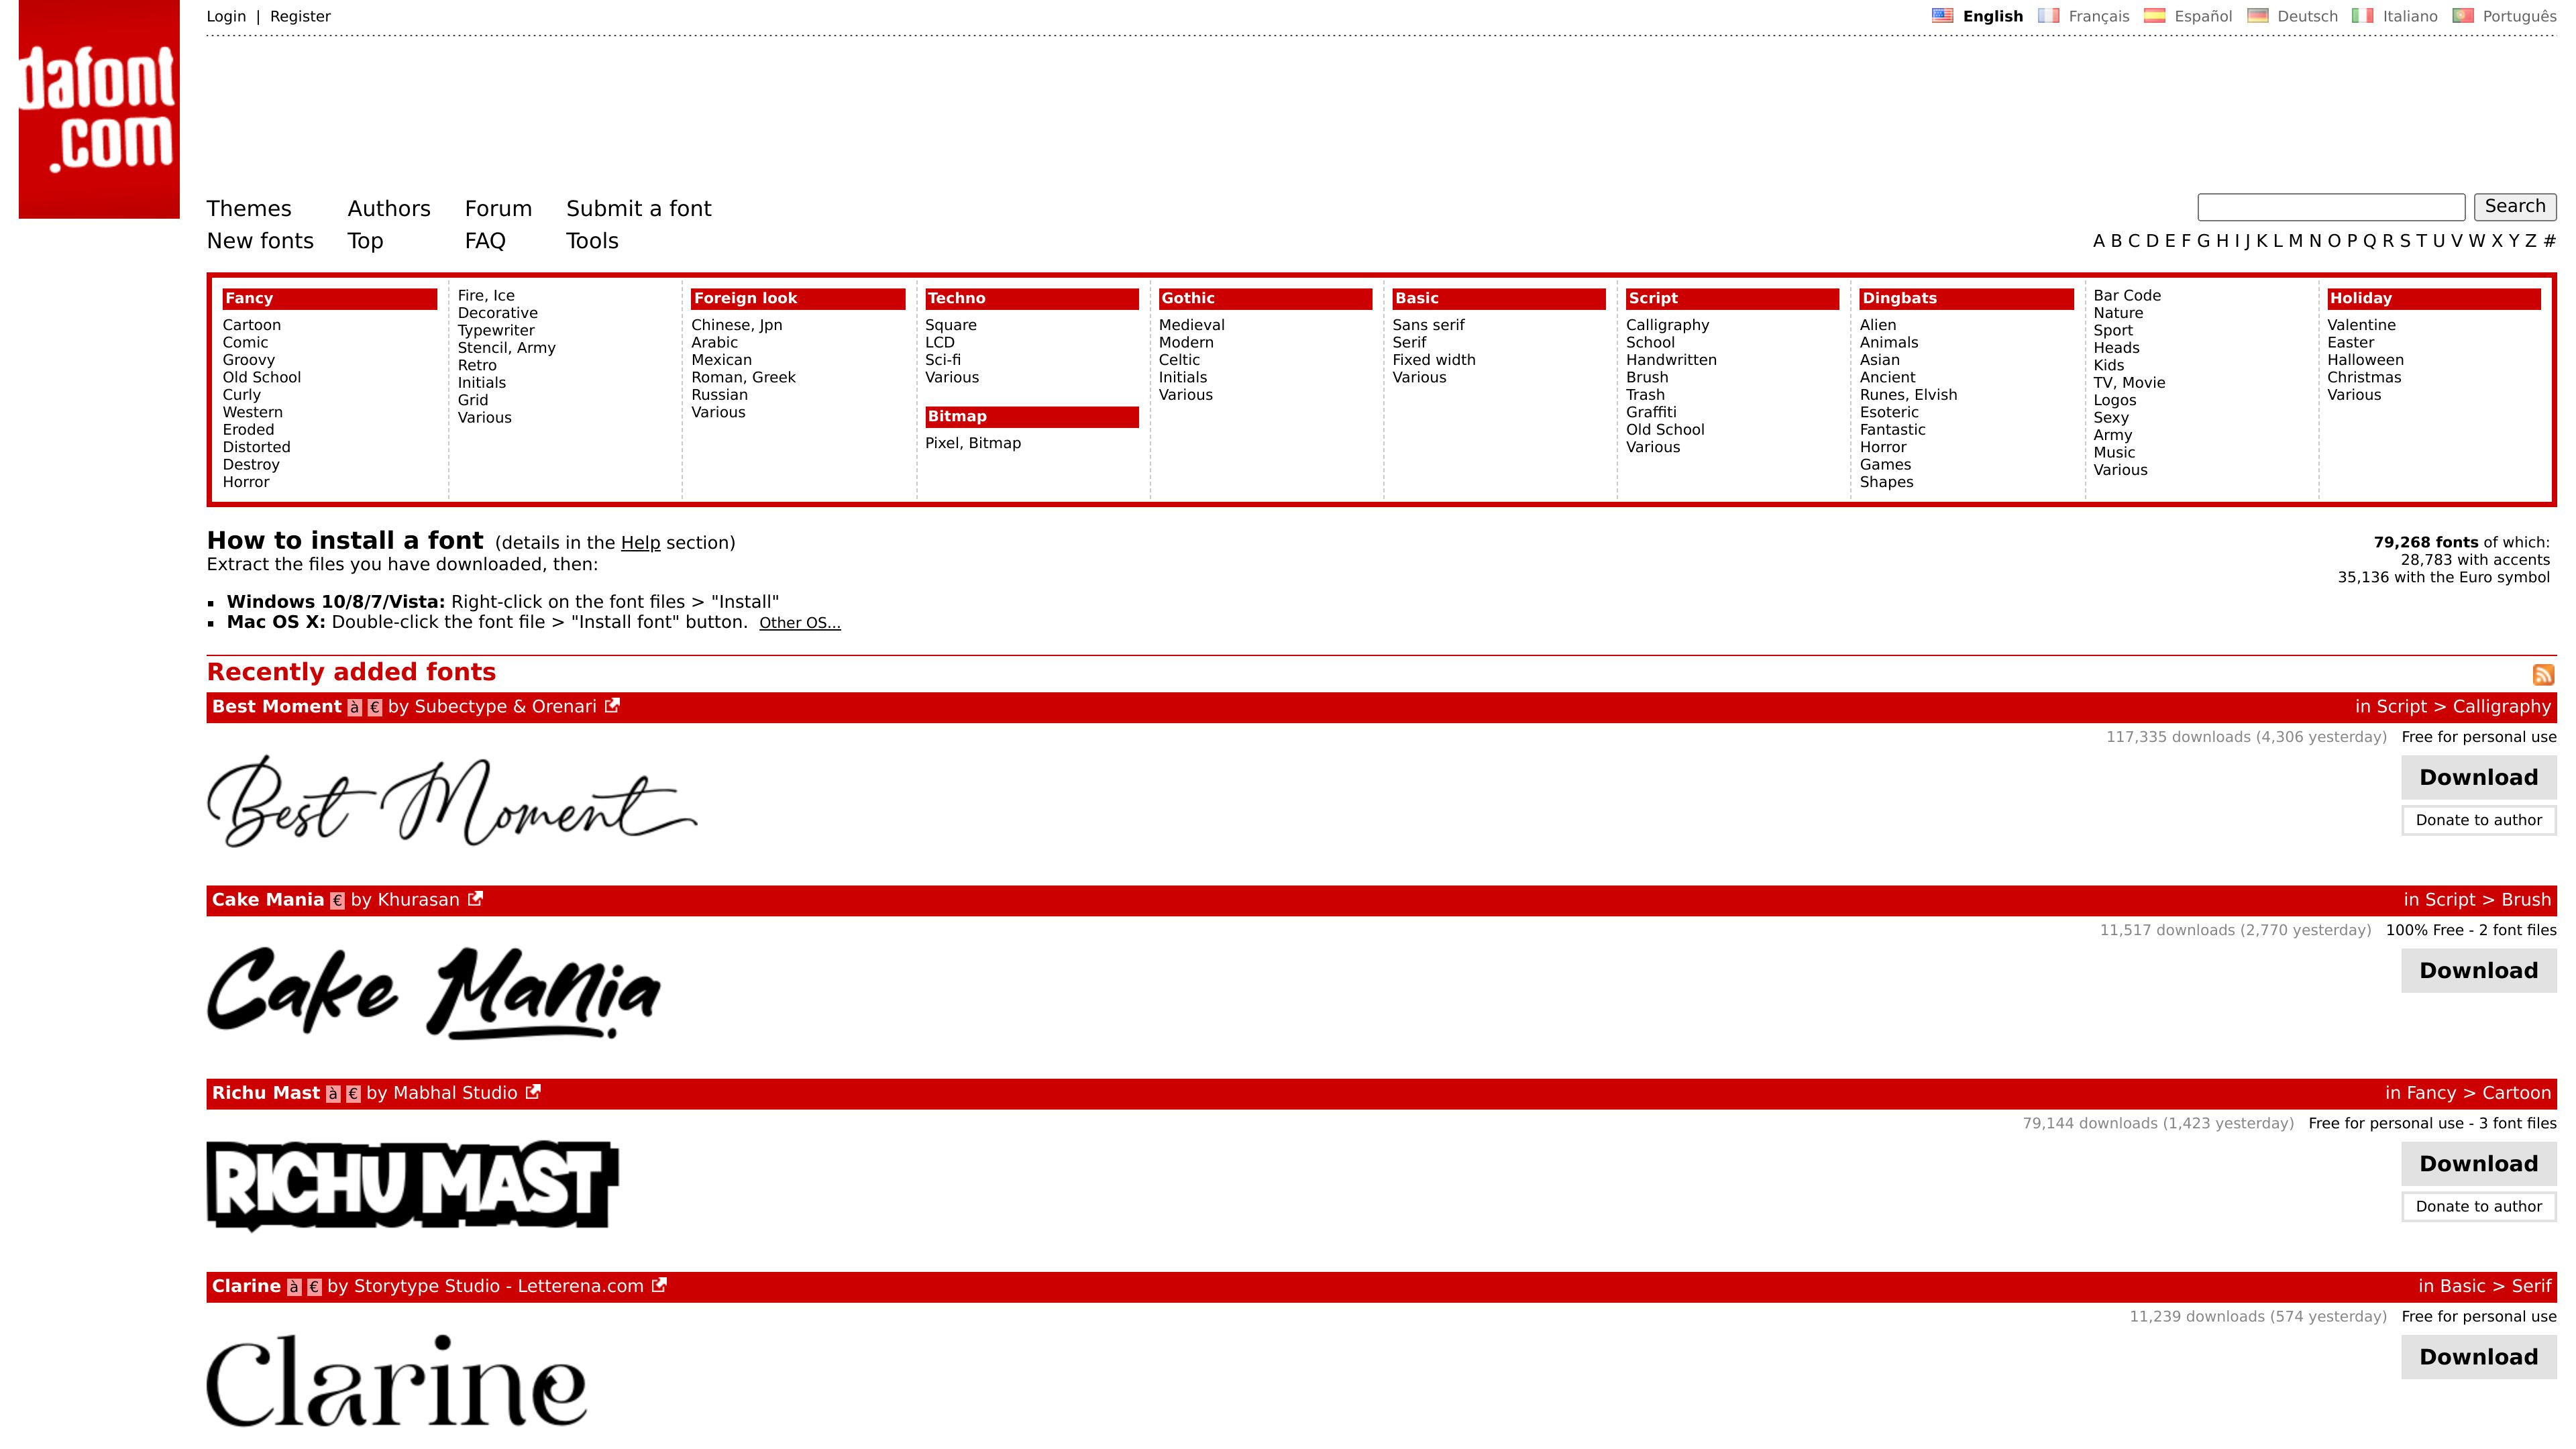 dafont
.com
Login | Register
English Français Español Deutsch Italiano Português
Themes Authors Forum Submit a font
Search
New fonts Top FAQ Tools
A B C D E F G H I J K L M N O P Q R S T U V W X Y Z #
Fancy
Cartoon
Comic
Groovy
Old School
Curly
Western
Eroded
Distorted
Destroy
Horror
Fire, Ice
Decorative
Typewriter
Stencil, Army
Retro
Initials
Grid
Various
Foreign look
Chinese, Jpn
Arabic
Mexican
Roman, Greek
Russian
Various
Techno
Square
LCD
Sci-fi
Various
Bitmap
Pixel, Bitmap
Gothic
Medieval
Modern
Celtic
Initials
Various
Basic
Sans serif
Serif
Fixed width
Various
Script
Calligraphy
School
Handwritten
Brush
Trash
Graffiti
Old School
Various
Dingbats
Alien
Animals
Asian
Ancient
Runes, Elvish
Esoteric
Fantastic
Horror
Games
Shapes
Bar Code
Nature
Sport
Heads
Kids
TV, Movie
Logos
Sexy
Army
Music
Various
Holiday
Valentine
Easter
Halloween
Christmas
Various
How to install a font (details in the Help section)
Extract the files you have downloaded, then:
▪ Windows 10/8/7/Vista: Right-click on the font files > "Install"
▪ Mac OS X: Double-click the font file > "Install font" button. Other OS...
79,268 fonts of which:
28,783 with accents
35,136 with the Euro symbol
Recently added fonts
Best Moment à € by Subectype & Orenari in Script > Calligraphy
117,335 downloads (4,306 yesterday) Free for personal use
Best Moment
Download
Donate to author
Cake Mania € by Khurasan in Script > Brush
11,517 downloads (2,770 yesterday) 100% Free - 2 font files
Cake Mania
Download
Richu Mast à € by Mabhal Studio in Fancy > Cartoon
79,144 downloads (1,423 yesterday) Free for personal use - 3 font files
RICHU MAST
Download
Donate to author
Clarine à € by Storytype Studio - Letterena.com in Basic > Serif
11,239 downloads (574 yesterday) Free for personal use
Clarine
Download